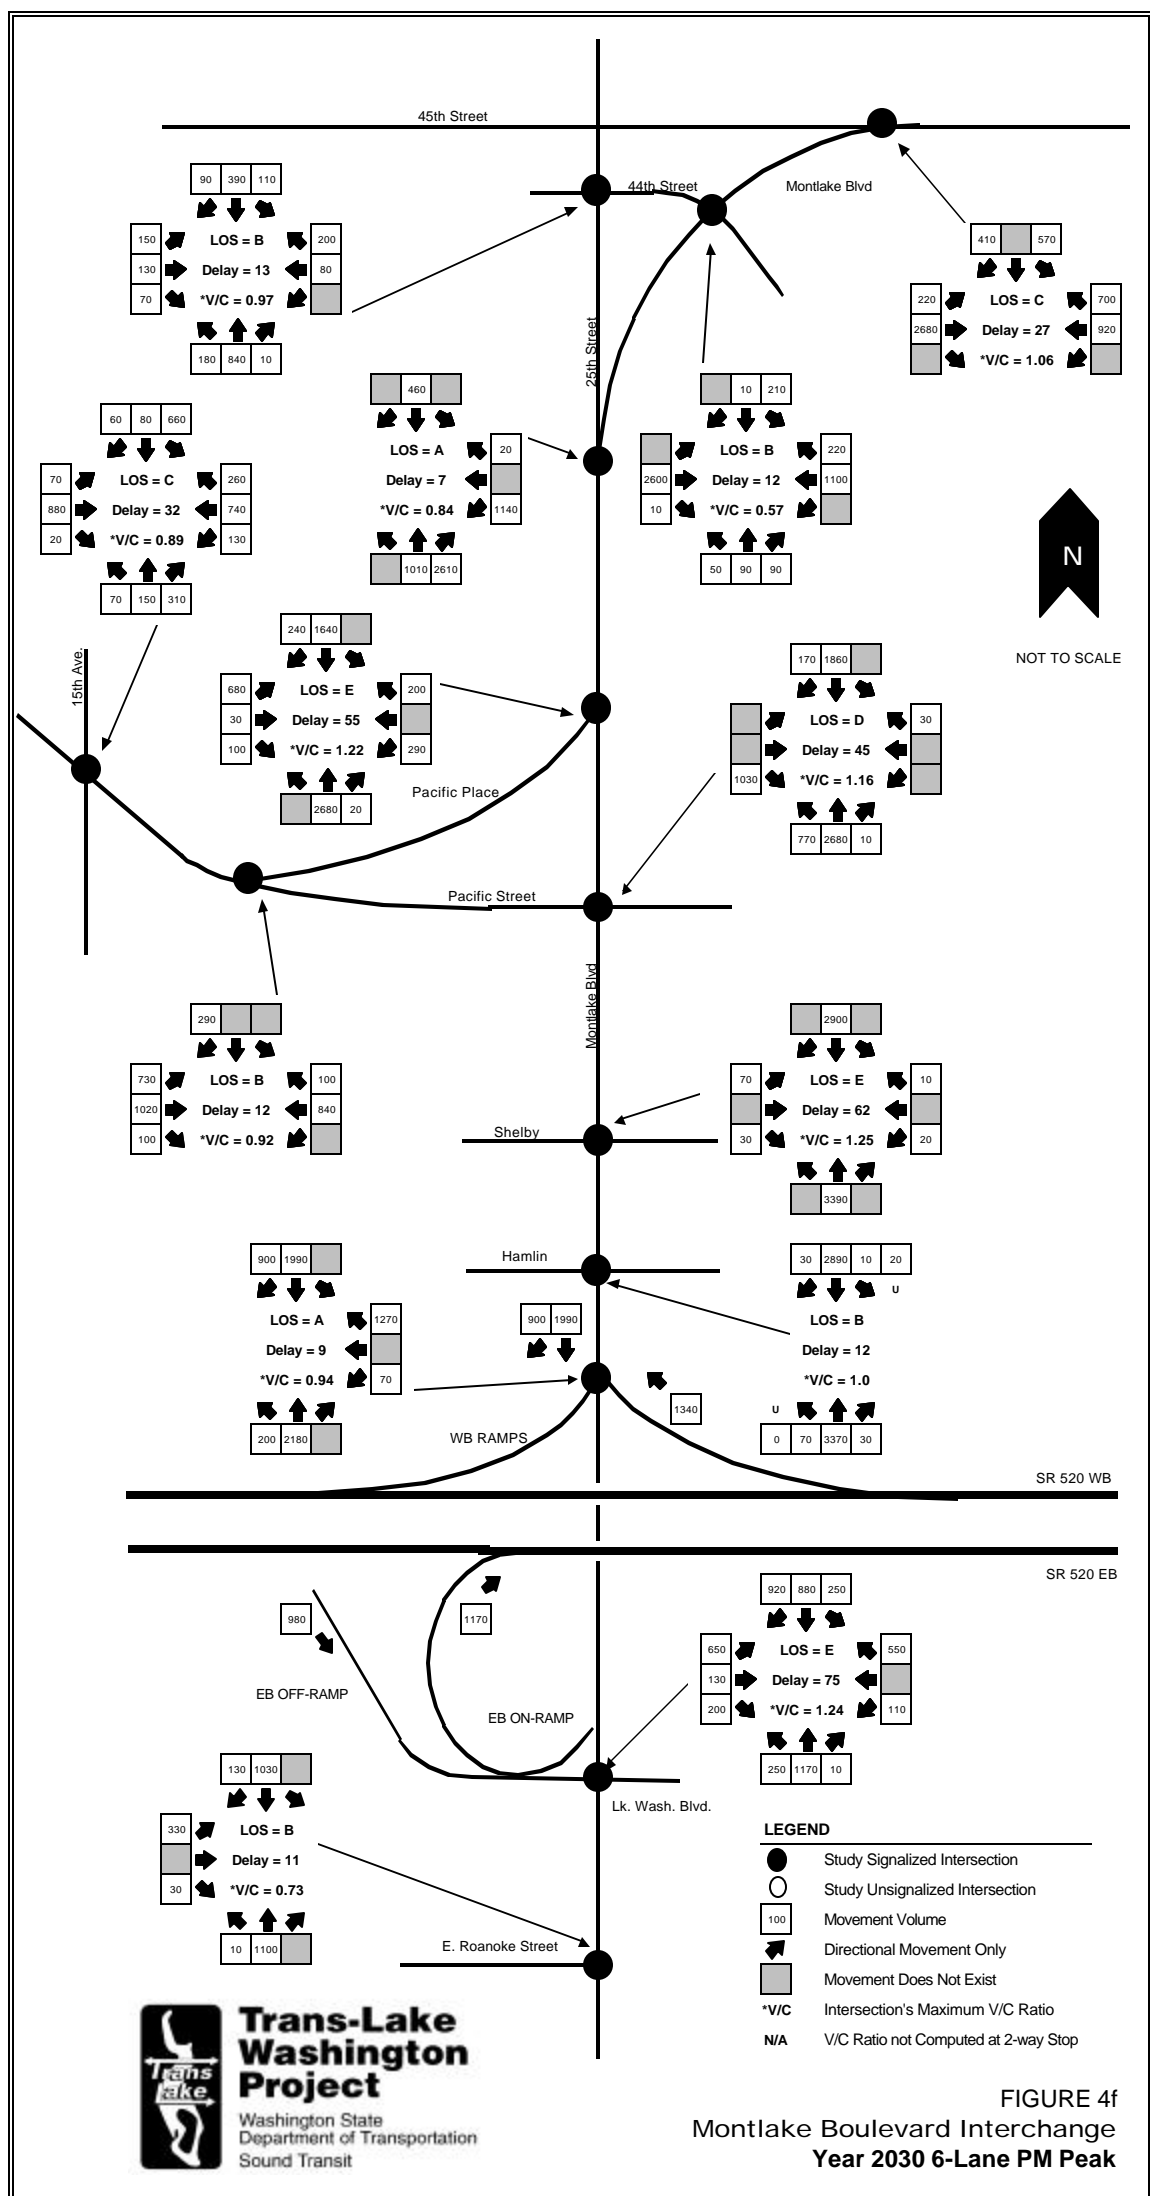 45th Street
44th Street
Montlake Blvd
25th Street
90 390 110
150 LOS = B 200
130 Delay = 13 80
70 *V/C = 0.97
180 840 10
410 570
220 LOS = C 700
2680 Delay = 27 920
*V/C = 1.06
60 80 660
70 LOS = C 260
880 Delay = 32 740
20 *V/C = 0.89 130
70 150 310
460
LOS = A 20
Delay = 7
*V/C = 0.84 1140
1010 2610
10 210
LOS = B 220
2600 Delay = 12 1100
10 *V/C = 0.57
50 90 90
N
NOT TO SCALE
15th Ave.
240 1640
680 LOS = E 200
30 Delay = 55
100 *V/C = 1.22 290
2680 20
Pacific Place
170 1860
LOS = D 30
Delay = 45
1030 *V/C = 1.16
770 2680 10
Pacific Street
Montlake Blvd
290
730 LOS = B 100
1020 Delay = 12 840
100 *V/C = 0.92
2900
70 LOS = E 10
Delay = 62
30 *V/C = 1.25 20
3390
Shelby
Hamlin
900 1990
LOS = A 1270
Delay = 9
*V/C = 0.94 70
200 2180
900 1990
1340
30 2890 10 20
U
LOS = B
Delay = 12
*V/C = 1.0
U
0 70 3370 30
WB RAMPS
SR 520 WB
SR 520 EB
980
1170
EB OFF-RAMP
EB ON-RAMP
920 880 250
650 LOS = E 550
130 Delay = 75
200 *V/C = 1.24 110
250 1170 10
Lk. Wash. Blvd.
130 1030
330 LOS = B
Delay = 11
30 *V/C = 0.73
10 1100
E. Roanoke Street
LEGEND
Study Signalized Intersection
Study Unsignalized Intersection
100 Movement Volume
Directional Movement Only
Movement Does Not Exist
*V/C Intersection's Maximum V/C Ratio
N/A V/C Ratio not Computed at 2-way Stop
Trans
Lake
Trans-Lake
Washington
Project
Washington State
Department of Transportation
Sound Transit
FIGURE 4f
Montlake Boulevard Interchange
Year 2030 6-Lane PM Peak